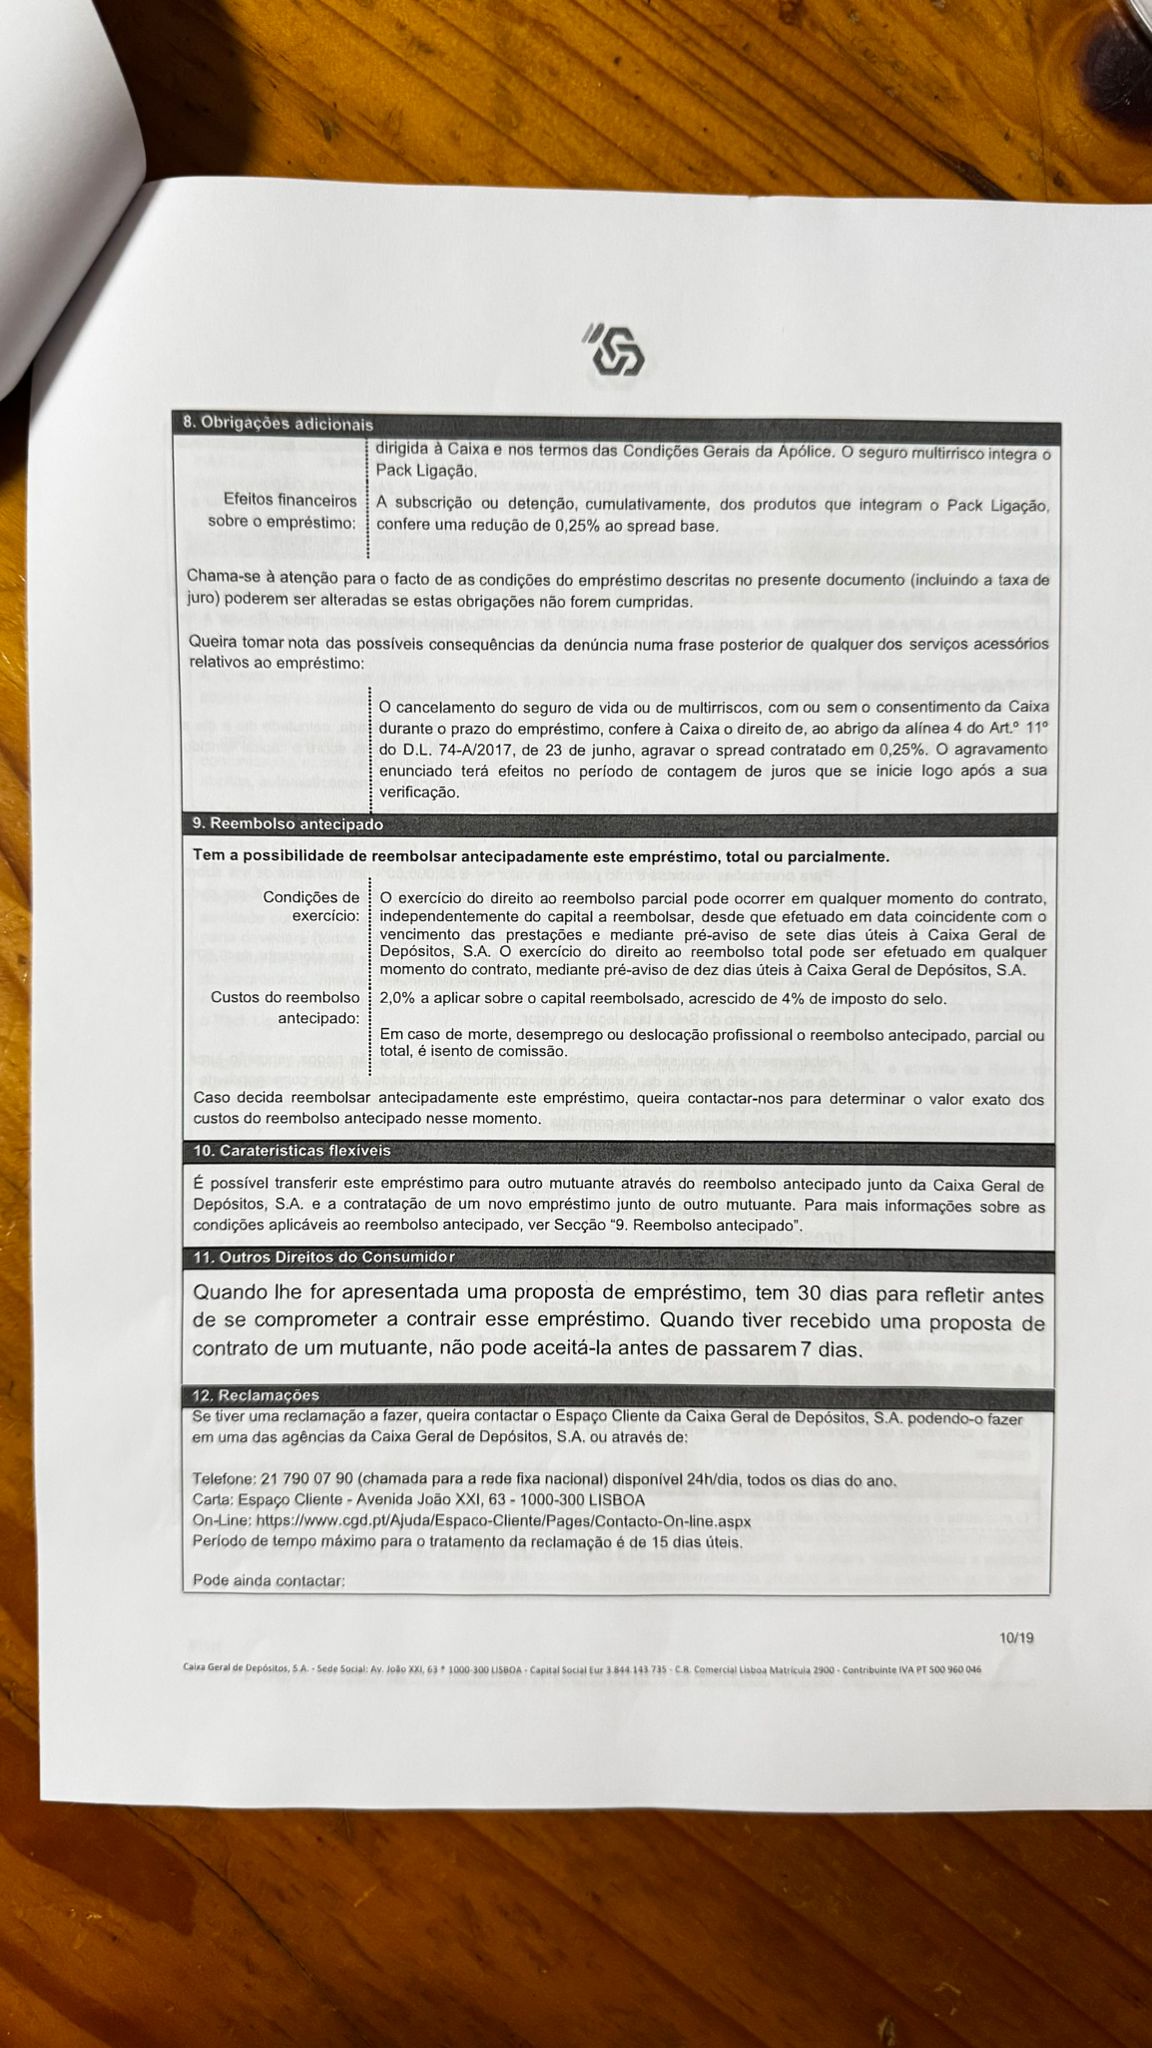 8. Obrigações adicionais
dirigida à Caixa e nos termos das Condições Gerais da Apólice. O seguro multirrisco integra o
Pack Ligação.
Efeitos financeiros
sobre o empréstimo:
A subscrição ou detenção, cumulativamente, dos produtos que integram o Pack Ligação,
confere uma redução de 0,25% ao spread base.
Chama-se à atenção para o facto de as condições do empréstimo descritas no presente documento (incluindo a taxa de
juro) poderem ser alteradas se estas obrigações não forem cumpridas.
Queira tomar nota das possíveis consequências da denúncia numa frase posterior de qualquer dos serviços acessórios
relativos ao empréstimo:
O cancelamento do seguro de vida ou de multirriscos, com ou sem o consentimento da Caixa
durante o prazo do empréstimo, confere à Caixa o direito de, ao abrigo da alínea 4 do Art.º 11º
do D.L. 74-A/2017, de 23 de junho, agravar o spread contratado em 0,25%. O agravamento
enunciado terá efeitos no período de contagem de juros que se inicie logo após a sua
verificação.
9. Reembolso antecipado
Tem a possibilidade de reembolsar antecipadamente este empréstimo, total ou parcialmente.
Condições de
exercício:
O exercício do direito ao reembolso parcial pode ocorrer em qualquer momento do contrato,
independentemente do capital a reembolsar, desde que efetuado em data coincidente com o
vencimento das prestações e mediante pré-aviso de sete dias úteis à Caixa Geral de
Depósitos, S.A. O exercício do direito ao reembolso total pode ser efetuado em qualquer
momento do contrato, mediante pré-aviso de dez dias úteis à Caixa Geral de Depósitos, S.A.
Custos do reembolso
antecipado:
2,0% a aplicar sobre o capital reembolsado, acrescido de 4% de imposto do selo.
Em caso de morte, desemprego ou deslocação profissional o reembolso antecipado, parcial ou
total, é isento de comissão.
Caso decida reembolsar antecipadamente este empréstimo, queira contactar-nos para determinar o valor exato dos
custos do reembolso antecipado nesse momento.
10. Caraterísticas flexíveis
É possível transferir este empréstimo para outro mutuante através do reembolso antecipado junto da Caixa Geral de
Depósitos, S.A. e a contratação de um novo empréstimo junto de outro mutuante. Para mais informações sobre as
condições aplicáveis ao reembolso antecipado, ver Secção “9. Reembolso antecipado”.
11. Outros Direitos do Consumidor
Quando lhe for apresentada uma proposta de empréstimo, tem 30 dias para refletir antes
de se comprometer a contrair esse empréstimo. Quando tiver recebido uma proposta de
contrato de um mutuante, não pode aceitá-la antes de passarem 7 dias.
12. Reclamações
Se tiver uma reclamação a fazer, queira contactar o Espaço Cliente da Caixa Geral de Depósitos, S.A. podendo-o fazer
em uma das agências da Caixa Geral de Depósitos, S.A. ou através de:
Telefone: 21 790 07 90 (chamada para a rede fixa nacional) disponível 24h/dia, todos os dias do ano.
Carta: Espaço Cliente - Avenida João XXI, 63 - 1000-300 LISBOA
On-Line: https://www.cgd.pt/Ajuda/Espaco-Cliente/Pages/Contacto-On-line.aspx
Período de tempo máximo para o tratamento da reclamação é de 15 dias úteis.
Pode ainda contactar:
10/19
Caixa Geral de Depósitos, S.A. - Sede Social: Av. João XXI, 63 * 1000-300 LISBOA - Capital Social Eur 3.844.143.735 - C.R. Comercial Lisboa Matrícula 2900 - Contribuinte IVA PT 500 960 046